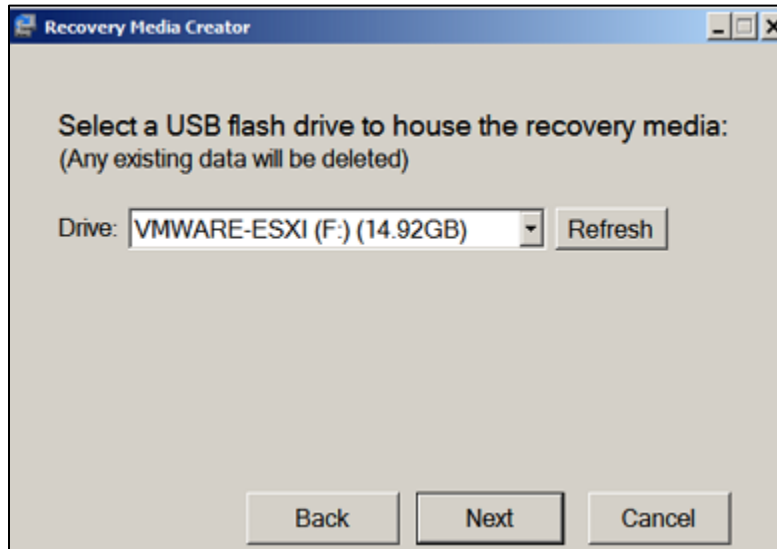 Recovery Media Creator
Select a USB flash drive to house the recovery media:
(Any existing data will be deleted)
Drive: VMWARE-ESXI (F:) (14.92GB) Refresh
Back Next Cancel